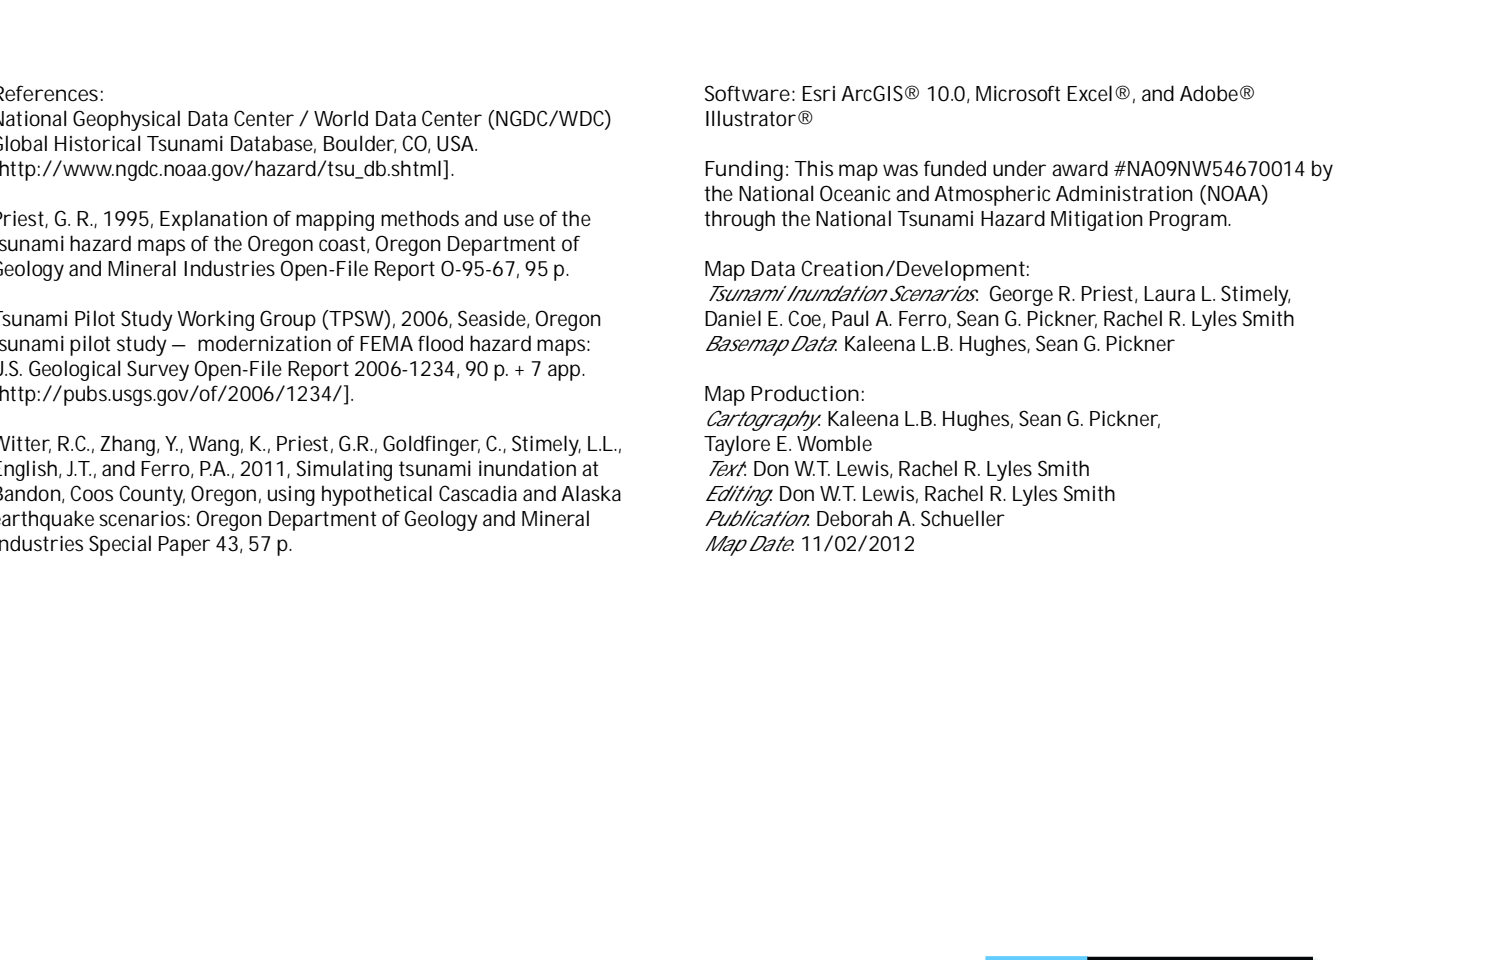 References:
National Geophysical Data Center / World Data Center (NGDC/WDC)
Global Historical Tsunami Database, Boulder, CO, USA.
[http://www.ngdc.noaa.gov/hazard/tsu_db.shtml].
Priest, G. R., 1995, Explanation of mapping methods and use of the
tsunami hazard maps of the Oregon coast, Oregon Department of
Geology and Mineral Industries Open-File Report O-95-67, 95 p.
Tsunami Pilot Study Working Group (TPSW), 2006, Seaside, Oregon
tsunami pilot study — modernization of FEMA flood hazard maps:
U.S. Geological Survey Open-File Report 2006-1234, 90 p. + 7 app.
[http://pubs.usgs.gov/of/2006/1234/].
Witter, R.C., Zhang, Y., Wang, K., Priest, G.R., Goldfinger, C., Stimely, L.L.,
English, J.T., and Ferro, P.A., 2011, Simulating tsunami inundation at
Bandon, Coos County, Oregon, using hypothetical Cascadia and Alaska
earthquake scenarios: Oregon Department of Geology and Mineral
Industries Special Paper 43, 57 p.
Software: Esri ArcGIS® 10.0, Microsoft Excel®, and Adobe®
Illustrator®
Funding: This map was funded under award #NA09NW54670014 by
the National Oceanic and Atmospheric Administration (NOAA)
through the National Tsunami Hazard Mitigation Program.
Map Data Creation/Development:
Tsunami Inundation Scenarios: George R. Priest, Laura L. Stimely,
Daniel E. Coe, Paul A. Ferro, Sean G. Pickner, Rachel R. Lyles Smith
Basemap Data: Kaleena L.B. Hughes, Sean G. Pickner
Map Production:
Cartography: Kaleena L.B. Hughes, Sean G. Pickner,
Taylore E. Womble
Text: Don W.T. Lewis, Rachel R. Lyles Smith
Editing: Don W.T. Lewis, Rachel R. Lyles Smith
Publication: Deborah A. Schueller
Map Date: 11/02/2012